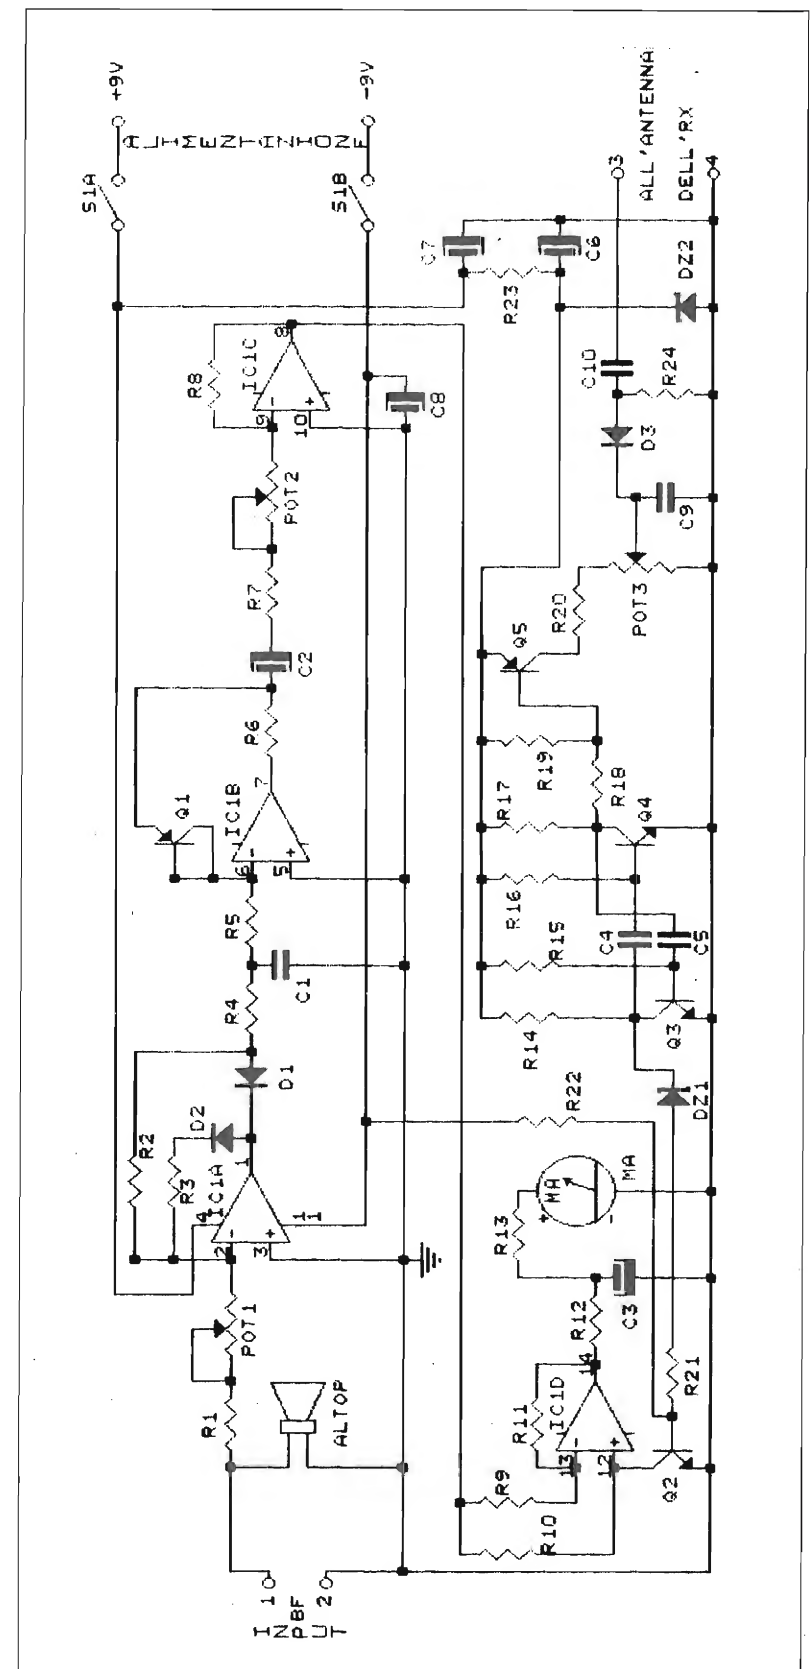 +9V
-9V
ALIMENTAZIONE
S1A
S1B
C7
C6
R23
3
ALL'ANTENNA
DELL'RX
4
DZ2
R8
IC1C
8
9
-
10
+
C8
C10
R24
D3
C9
POT2
R7
C2
R6
Q1
IC1B
7
6
-
5
+
R5
C1
R4
Q5
R20
POT3
R19
R18
R17
Q4
R16
C4
C5
R15
R14
Q3
DZ1
D1
D2
R2
R3
IC1A
1
4
2
-
3
+
11
POT1
R1
ALTOP
R22
MA
MA
+
-
R13
C3
R12
R21
14
IC1D
R11
13
-
12
+
R9
R10
Q2
1
2
INPUT
BF